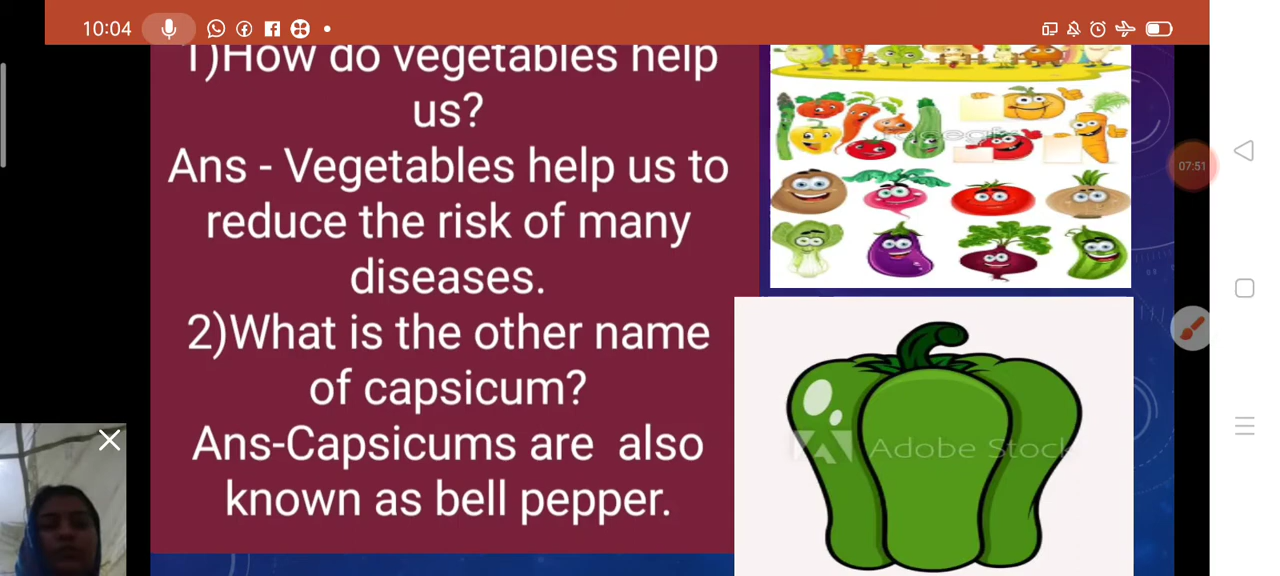 10:04
1)How do vegetables help
us?
Ans - Vegetables help us to
reduce the risk of many
diseases.
2)What is the other name
of capsicum?
Ans-Capsicums are also
known as bell pepper.
07:51
Adobe Stock